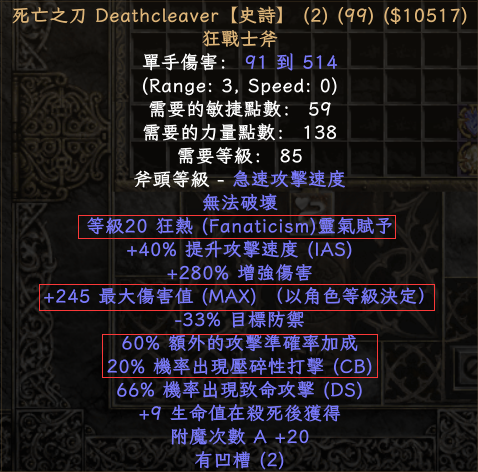 死亡之刀 Deathcleaver【史詩】 (2) (99) ($10517)
狂戰士斧
單手傷害： 91 到 514
(Range: 3, Speed: 0)
需要的敏捷點數： 59
需要的力量點數： 138
需要等級： 85
斧頭等級 - 急速攻擊速度
無法破壞
等級20 狂熱 (Fanaticism)靈氣賦予
+40% 提升攻擊速度 (IAS)
+280% 增強傷害
+245 最大傷害值 (MAX) （以角色等級決定）
-33% 目標防禦
60% 額外的攻擊準確率加成
20% 機率出現壓碎性打擊 (CB)
66% 機率出現致命攻擊 (DS)
+9 生命值在殺死後獲得
附魔次數 A +20
有凹槽 (2)